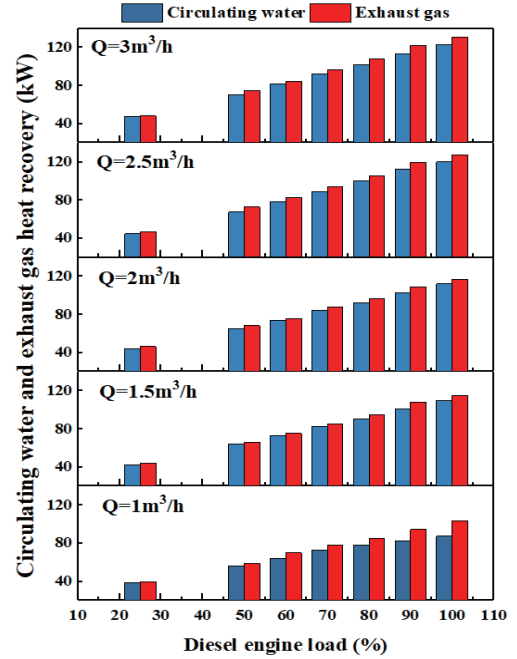 Circulating water Exhaust gas
Circulating water and exhaust gas heat recovery (kW)
Q=3m³/h
120
80
40
Q=2.5m³/h
120
80
40
Q=2m³/h
120
80
40
Q=1.5m³/h
120
80
40
Q=1m³/h
120
80
40
10 20 30 40 50 60 70 80 90 100 110
Diesel engine load (%)